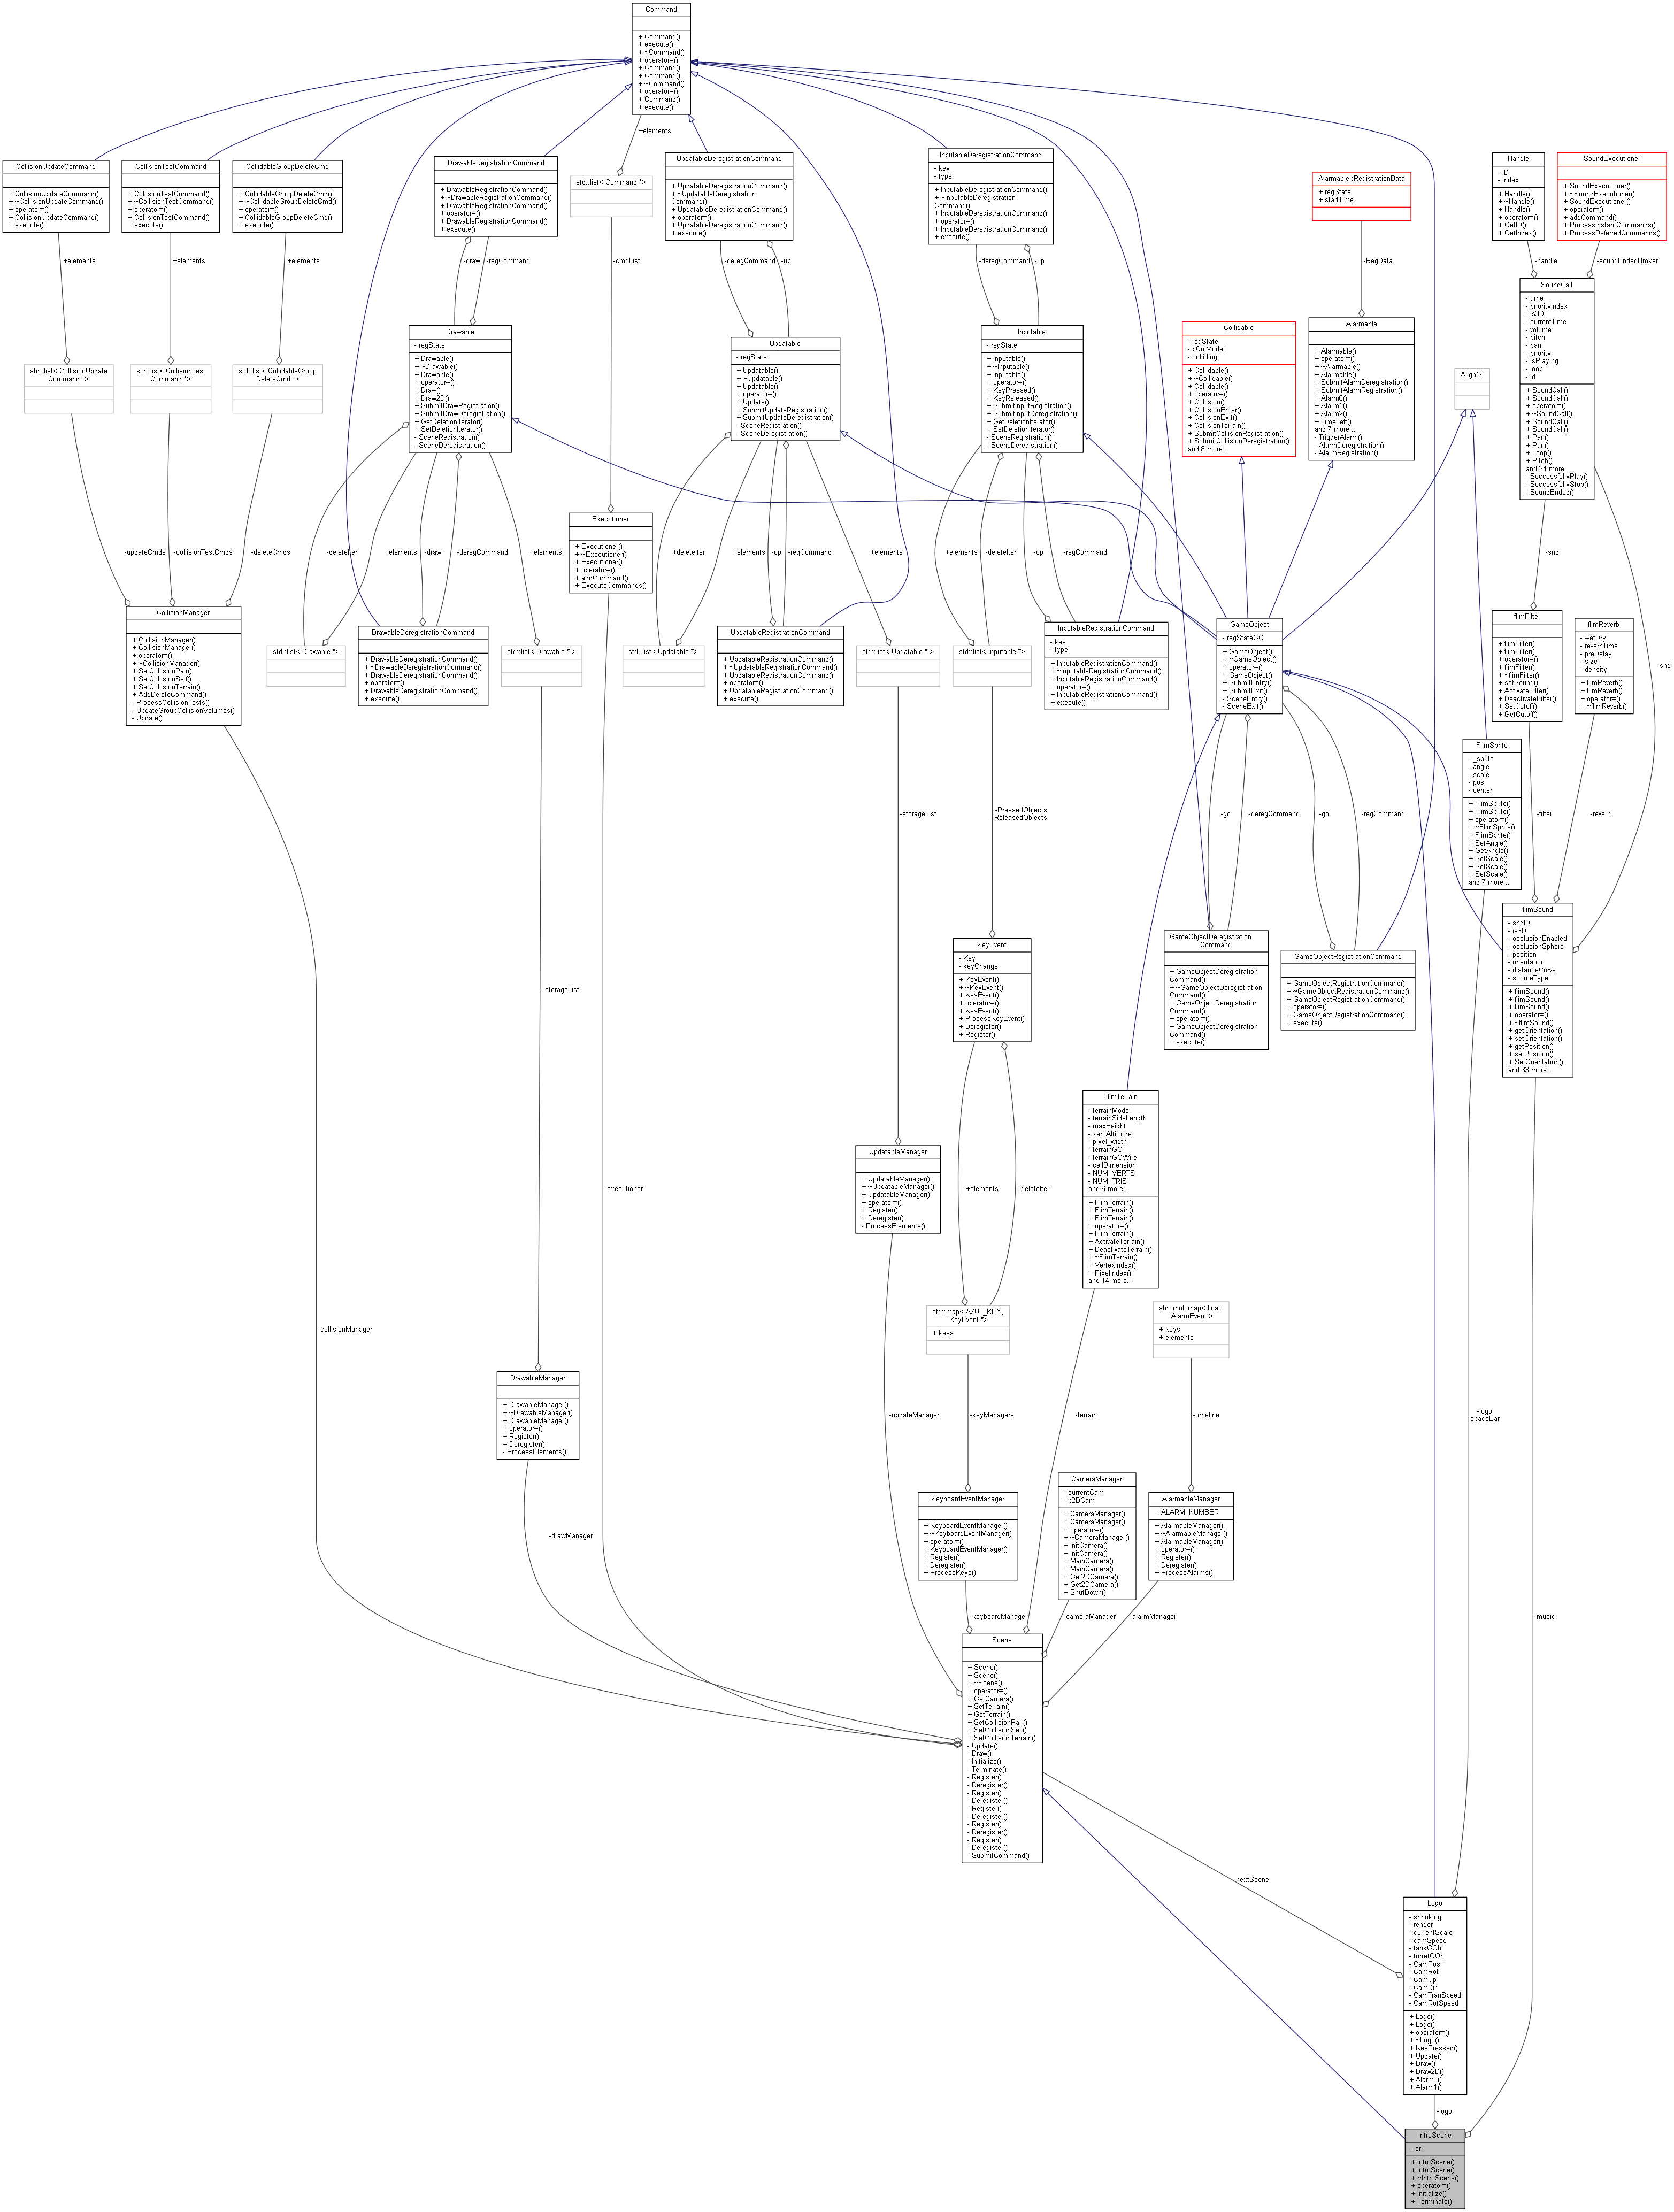 Command
+ Command()
+ execute()
+ ~Command()
+ operator=()
+ Command()
+ Command()
+ ~Command()
+ operator=()
+ Command()
+ execute()
+elements
CollisionUpdateCommand
+ CollisionUpdateCommand()
+ ~CollisionUpdateCommand()
+ operator=()
+ CollisionUpdateCommand()
+ execute()
CollisionTestCommand
+ CollisionTestCommand()
+ ~CollisionTestCommand()
+ operator=()
+ CollisionTestCommand()
+ execute()
CollidableGroupDeleteCmd
+ CollidableGroupDeleteCmd()
+ ~CollidableGroupDeleteCmd()
+ operator=()
+ CollidableGroupDeleteCmd()
+ execute()
DrawableRegistrationCommand
+ DrawableRegistrationCommand()
+ ~DrawableRegistrationCommand()
+ DrawableRegistrationCommand()
+ operator=()
+ DrawableRegistrationCommand()
+ execute()
std::list< Command *>
UpdatableDeregistrationCommand
+ UpdatableDeregistrationCommand()
+ ~UpdatableDeregistration
Command()
+ UpdatableDeregistrationCommand()
+ operator=()
+ UpdatableDeregistrationCommand()
+ execute()
InputableDeregistrationCommand
- key
- type
+ InputableDeregistrationCommand()
+ ~InputableDeregistration
Command()
+ InputableDeregistrationCommand()
+ operator=()
+ InputableDeregistrationCommand()
+ execute()
Alarmable::RegistrationData
+ regState
+ startTime
Handle
- ID
- index
+ Handle()
+ ~Handle()
+ Handle()
+ operator=()
+ GetID()
+ GetIndex()
SoundExecutioner
+ SoundExecutioner()
+ ~SoundExecutioner()
+ SoundExecutioner()
+ operator=()
+ addCommand()
+ ProcessInstantCommands()
+ ProcessDeferredCommands()
+elements
+elements
+elements
-draw
-regCommand
-cmdList
-deregCommand
-up
-deregCommand
-up
-RegData
-handle
-soundEndedBroker
std::list< CollisionUpdate
Command *>
std::list< CollisionTest
Command *>
std::list< CollidableGroup
DeleteCmd *>
Drawable
- regState
+ Drawable()
+ ~Drawable()
+ Drawable()
+ operator=()
+ Draw()
+ Draw2D()
+ SubmitDrawRegistration()
+ SubmitDrawDeregistration()
+ GetDeletionIterator()
+ SetDeletionIterator()
- SceneRegistration()
- SceneDeregistration()
Updatable
- regState
+ Updatable()
+ ~Updatable()
+ Updatable()
+ operator=()
+ Update()
+ SubmitUpdateRegistration()
+ SubmitUpdateDeregistration()
- SceneRegistration()
- SceneDeregistration()
Inputable
- regState
+ Inputable()
+ ~Inputable()
+ Inputable()
+ operator=()
+ KeyPressed()
+ KeyReleased()
+ SubmitInputRegistration()
+ SubmitInputDeregistration()
+ GetDeletionIterator()
+ SetDeletionIterator()
- SceneRegistration()
- SceneDeregistration()
Collidable
- regState
- pColModel
- colliding
+ Collidable()
+ ~Collidable()
+ Collidable()
+ operator=()
+ Collision()
+ CollisionEnter()
+ CollisionExit()
+ CollisionTerrain()
+ SubmitCollisionRegistration()
+ SubmitCollisionDeregistration()
and 8 more...
Alarmable
+ Alarmable()
+ operator=()
+ ~Alarmable()
+ Alarmable()
+ SubmitAlarmDeregistration()
+ SubmitAlarmRegistration()
+ Alarm0()
+ Alarm1()
+ Alarm2()
+ TimeLeft()
and 7 more...
- TriggerAlarm()
- AlarmDeregistration()
- AlarmRegistration()
Align16
SoundCall
- time
- priorityIndex
- is3D
- currentTime
- volume
- pitch
- pan
- priority
- isPlaying
- loop
- id
+ SoundCall()
+ SoundCall()
+ operator=()
+ ~SoundCall()
+ SoundCall()
+ SoundCall()
+ Pan()
+ Pan()
+ Loop()
+ Pitch()
and 24 more...
- SuccessfullyPlay()
- SuccessfullyStop()
- SoundEnded()
-updateCmds
-collisionTestCmds
-deleteCmds
-deleteIter
+elements
-draw
-deregCommand
+elements
Executioner
+ Executioner()
+ ~Executioner()
+ Executioner()
+ operator=()
+ addCommand()
+ ExecuteCommands()
+deleteIter
+elements
-up
-regCommand
+elements
+elements
-deleteIter
-up
-regCommand
-snd
-snd
CollisionManager
+ CollisionManager()
+ CollisionManager()
+ operator=()
+ ~CollisionManager()
+ SetCollisionPair()
+ SetCollisionSelf()
+ SetCollisionTerrain()
+ AddDeleteCommand()
- ProcessCollisionTests()
- UpdateGroupCollisionVolumes()
- Update()
std::list< Drawable *>
DrawableDeregistrationCommand
+ DrawableDeregistrationCommand()
+ ~DrawableDeregistrationCommand()
+ DrawableDeregistrationCommand()
+ operator=()
+ DrawableDeregistrationCommand()
+ execute()
std::list< Drawable * >
std::list< Updatable *>
UpdatableRegistrationCommand
+ UpdatableRegistrationCommand()
+ ~UpdatableRegistrationCommand()
+ UpdatableRegistrationCommand()
+ operator=()
+ UpdatableRegistrationCommand()
+ execute()
std::list< Updatable * >
std::list< Inputable *>
InputableRegistrationCommand
- key
- type
+ InputableRegistrationCommand()
+ ~InputableRegistrationCommand()
+ InputableRegistrationCommand()
+ operator=()
+ InputableRegistrationCommand()
+ execute()
GameObject
- regStateGO
+ GameObject()
+ ~GameObject()
+ operator=()
+ GameObject()
+ SubmitEntry()
+ SubmitExit()
- SceneEntry()
- SceneExit()
flimFilter
+ flimFilter()
+ flimFilter()
+ operator=()
+ flimFilter()
+ ~flimFilter()
+ setSound()
+ ActivateFilter()
+ DeactivateFilter()
+ SetCutoff()
+ GetCutoff()
flimReverb
- wetDry
- reverbTime
- preDelay
- size
- density
+ flimReverb()
+ flimReverb()
+ operator=()
+ ~flimReverb()
FlimSprite
- _sprite
- angle
- scale
- pos
- center
+ FlimSprite()
+ FlimSprite()
+ operator=()
+ ~FlimSprite()
+ FlimSprite()
+ SetAngle()
+ GetAngle()
+ SetScale()
+ SetScale()
+ SetScale()
and 7 more...
-storageList
-PressedObjects
-ReleasedObjects
-go
-deregCommand
-go
-regCommand
-filter
-reverb
KeyEvent
- Key
- keyChange
+ KeyEvent()
+ ~KeyEvent()
+ KeyEvent()
+ operator=()
+ KeyEvent()
+ ProcessKeyEvent()
+ Deregister()
+ Register()
GameObjectDeregistration
Command
+ GameObjectDeregistration
Command()
+ ~GameObjectDeregistration
Command()
+ GameObjectDeregistration
Command()
+ operator=()
+ GameObjectDeregistration
Command()
+ execute()
GameObjectRegistrationCommand
+ GameObjectRegistrationCommand()
+ ~GameObjectRegistrationCommand()
+ GameObjectRegistrationCommand()
+ operator=()
+ GameObjectRegistrationCommand()
+ execute()
flimSound
- sndID
- is3D
- occlusionEnabled
- occlusionSphere
- position
- orientation
- distanceCurve
- sourceType
+ flimSound()
+ flimSound()
+ flimSound()
+ operator=()
+ ~flimSound()
+ getOrientation()
+ setOrientation()
+ getPosition()
+ setPosition()
+ SetOrientation()
and 33 more...
-storageList
FlimTerrain
- terrainModel
- terrainSideLength
- maxHeight
- zeroAltitutde
- pixel_width
- terrainGO
- terrainGOWire
- cellDimension
- NUM_VERTS
- NUM_TRIS
and 6 more...
+ FlimTerrain()
+ FlimTerrain()
+ FlimTerrain()
+ operator=()
+ FlimTerrain()
+ ActivateTerrain()
+ DeactivateTerrain()
+ ~FlimTerrain()
+ VertexIndex()
+ PixelIndex()
and 14 more...
UpdatableManager
+ UpdatableManager()
+ ~UpdatableManager()
+ UpdatableManager()
+ operator=()
+ Register()
+ Deregister()
- ProcessElements()
-executioner
+elements
-deleteIter
-collisionManager
std::map< AZUL_KEY,
KeyEvent *>
+ keys
std::multimap< float,
AlarmEvent >
+ keys
+ elements
DrawableManager
+ DrawableManager()
+ ~DrawableManager()
+ DrawableManager()
+ operator=()
+ Register()
+ Deregister()
- ProcessElements()
-updateManager
-keyManagers
-terrain
-timeline
-logo
-spaceBar
KeyboardEventManager
+ KeyboardEventManager()
+ ~KeyboardEventManager()
+ operator=()
+ KeyboardEventManager()
+ Register()
+ Deregister()
+ ProcessKeys()
CameraManager
- currentCam
- p2DCam
+ CameraManager()
+ CameraManager()
+ operator=()
+ ~CameraManager()
+ InitCamera()
+ InitCamera()
+ MainCamera()
+ MainCamera()
+ Get2DCamera()
+ Get2DCamera()
+ ShutDown()
AlarmableManager
+ ALARM_NUMBER
+ AlarmableManager()
+ ~AlarmableManager()
+ AlarmableManager()
+ operator=()
+ Register()
+ Deregister()
+ ProcessAlarms()
-drawManager
-keyboardManager
-cameraManager
-alarmManager
-music
Scene
+ Scene()
+ Scene()
+ ~Scene()
+ operator=()
+ GetCamera()
+ SetTerrain()
+ GetTerrain()
+ SetCollisionPair()
+ SetCollisionSelf()
+ SetCollisionTerrain()
- Update()
- Draw()
- Initialize()
- Terminate()
- Register()
- Deregister()
- Register()
- Deregister()
- Register()
- Deregister()
- Register()
- Deregister()
- Register()
- Deregister()
- SubmitCommand()
-nextScene
Logo
- shrinking
- render
- currentScale
- camSpeed
- tankGObj
- turretGObj
- CamPos
- CamRot
- CamUp
- CamDir
- CamTranSpeed
- CamRotSpeed
+ Logo()
+ Logo()
+ operator=()
+ ~Logo()
+ KeyPressed()
+ Update()
+ Draw()
+ Draw2D()
+ Alarm0()
+ Alarm1()
-logo
IntroScene
- err
+ IntroScene()
+ IntroScene()
+ ~IntroScene()
+ operator=()
+ Initialize()
+ Terminate()